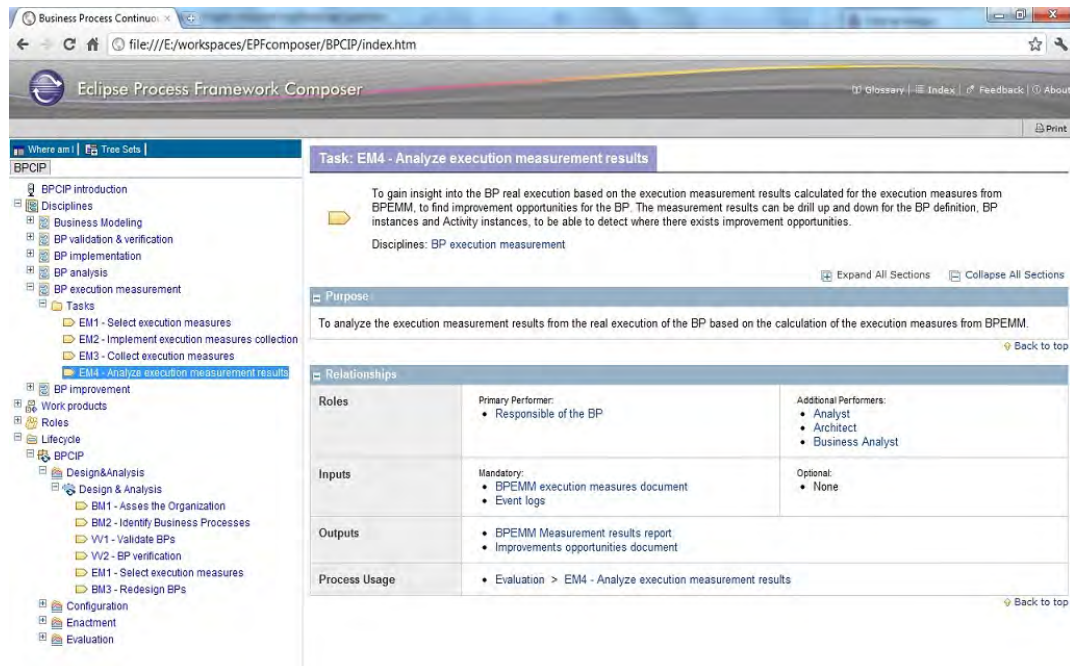 Business Process Continuo
file:///E:/workspaces/EPFcomposer/BPCIP/index.htm
Eclipse Process Framework Composer
Glossary | Index | Feedback | About
Print
Where am I | Tree Sets |
BPCIP
BPCIP introduction
Disciplines
Business Modeling
BP validation & verification
BP implementation
BP analysis
BP execution measurement
Tasks
EM1 - Select execution measures
EM2 - Implement execution measures collection
EM3 - Collect execution measures
EM4 - Analyze execution measurement results
BP improvement
Work products
Roles
Lifecycle
BPCIP
Design&Analysis
Design & Analysis
BM1 - Asses the Organization
BM2 - Identify Business Processes
VV1 - Validate BPs
VV2 - BP verification
EM1 - Select execution measures
BM3 - Redesign BPs
Configuration
Enactment
Evaluation
Task: EM4 - Analyze execution measurement results
To gain insight into the BP real execution based on the execution measurement results calculated for the execution measures from
BPEMM, to find improvement opportunities for the BP. The measurement results can be drill up and down for the BP definition, BP
instances and Activity instances, to be able to detect where there exists improvement opportunities.
Disciplines: BP execution measurement
Expand All Sections Collapse All Sections
Purpose
To analyze the execution measurement results from the real execution of the BP based on the calculation of the execution measures from BPEMM.
Back to top
Relationships
Roles
Primary Performer:
• Responsible of the BP
Additional Performers:
• Analyst
• Architect
• Business Analyst
Inputs
Mandatory:
• BPEMM execution measures document
• Event logs
Optional:
• None
Outputs
• BPEMM Measurement results report
• Improvements opportunities document
Process Usage
• Evaluation > EM4 - Analyze execution measurement results
Back to top